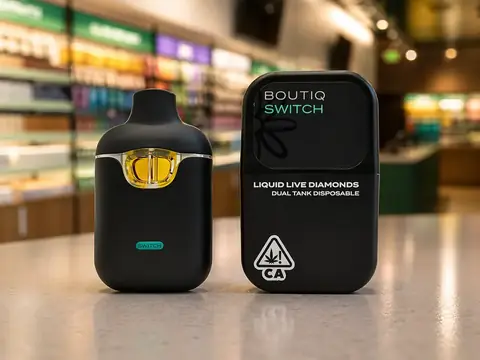 BOUTIQ
SWITCH
LIQUID LIVE DIAMONDS
DUAL TANK DISPOSABLE
SWITCH
CA